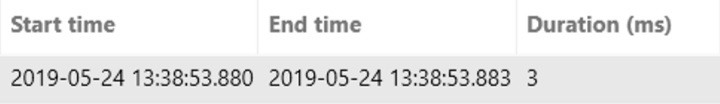 Start time End time Duration (ms)
2019-05-24 13:38:53.880 2019-05-24 13:38:53.883 3